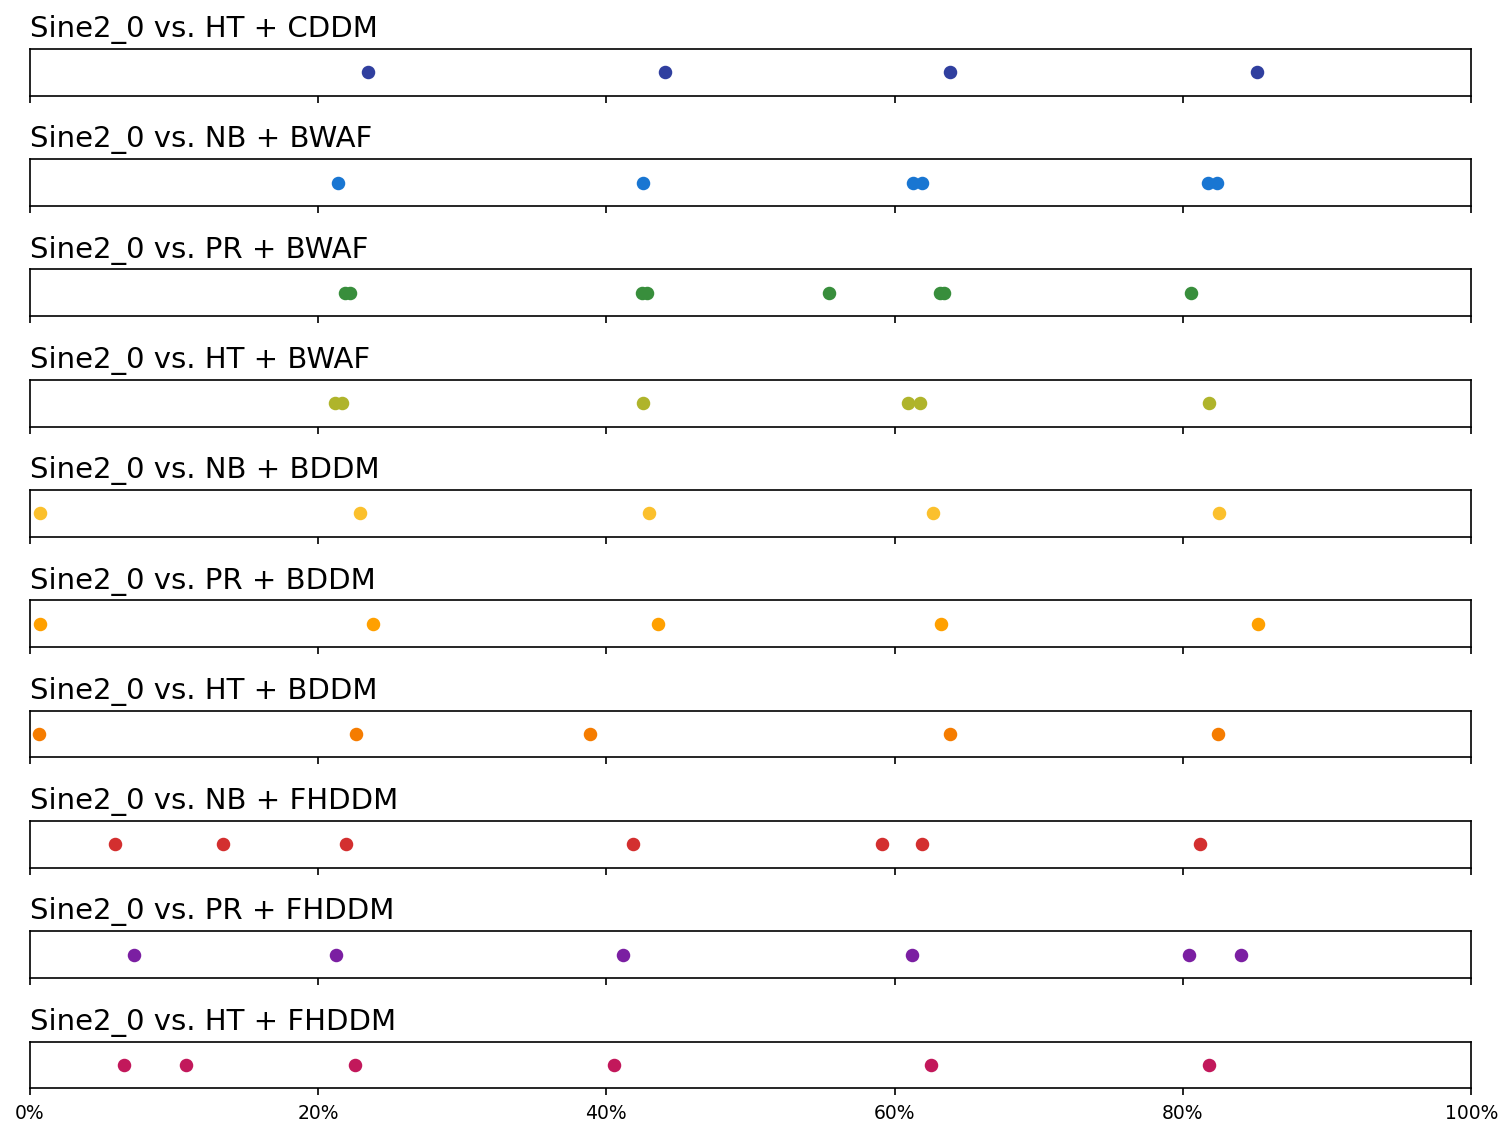 Sine2_0 vs. HT + CDDM
Sine2_0 vs. NB + BWAF
Sine2_0 vs. PR + BWAF
Sine2_0 vs. HT + BWAF
Sine2_0 vs. NB + BDDM
Sine2_0 vs. PR + BDDM
Sine2_0 vs. HT + BDDM
Sine2_0 vs. NB + FHDDM
Sine2_0 vs. PR + FHDDM
Sine2_0 vs. HT + FHDDM
0% 20% 40% 60% 80% 100%